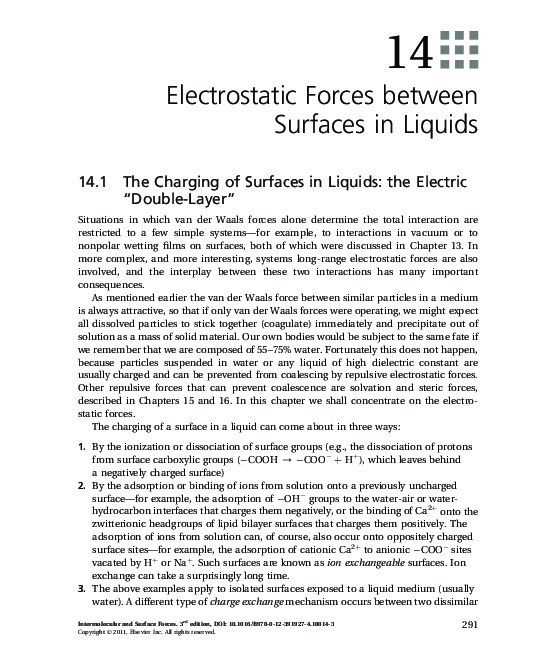 14
Electrostatic Forces between
Surfaces in Liquids
14.1 The Charging of Surfaces in Liquids: the Electric
“Double-Layer”
Situations in which van der Waals forces alone determine the total interaction are
restricted to a few simple systems—for example, to interactions in vacuum or to
nonpolar wetting films on surfaces, both of which were discussed in Chapter 13. In
more complex, and more interesting, systems long-range electrostatic forces are also
involved, and the interplay between these two interactions has many important
consequences.
As mentioned earlier the van der Waals force between similar particles in a medium
is always attractive, so that if only van der Waals forces were operating, we might expect
all dissolved particles to stick together (coagulate) immediately and precipitate out of
solution as a mass of solid material. Our own bodies would be subject to the same fate if
we remember that we are composed of 55–75% water. Fortunately this does not happen,
because particles suspended in water or any liquid of high dielectric constant are
usually charged and can be prevented from coalescing by repulsive electrostatic forces.
Other repulsive forces that can prevent coalescence are solvation and steric forces,
described in Chapters 15 and 16. In this chapter we shall concentrate on the electro-
static forces.
The charging of a surface in a liquid can come about in three ways:
1. By the ionization or dissociation of surface groups (e.g., the dissociation of protons
from surface carboxylic groups (−COOH → −COO⁻ + H⁺), which leaves behind
a negatively charged surface)
2. By the adsorption or binding of ions from solution onto a previously uncharged
surface—for example, the adsorption of −OH⁻ groups to the water-air or water-
hydrocarbon interfaces that charges them negatively, or the binding of Ca²⁺ onto the
zwitterionic headgroups of lipid bilayer surfaces that charges them positively. The
adsorption of ions from solution can, of course, also occur onto oppositely charged
surface sites—for example, the adsorption of cationic Ca²⁺ to anionic −COO⁻ sites
vacated by H⁺ or Na⁺. Such surfaces are known as ion exchangeable surfaces. Ion
exchange can take a surprisingly long time.
3. The above examples apply to isolated surfaces exposed to a liquid medium (usually
water). A different type of charge exchange mechanism occurs between two dissimilar
Intermolecular and Surface Forces. 3rd edition, DOI: 10.1016/B978-0-12-391927-4.10014-3
Copyright © 2011, Elsevier Inc. All rights reserved.
291